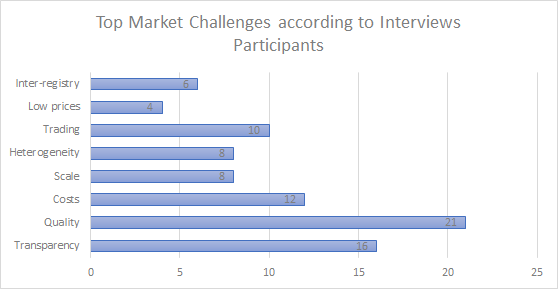 Top Market Challenges according to Interviews
Participants
Inter-registry 6
Low prices 4
Trading 10
Heterogeneity 8
Scale 8
Costs 12
Quality 21
Transparency 16
0 5 10 15 20 25